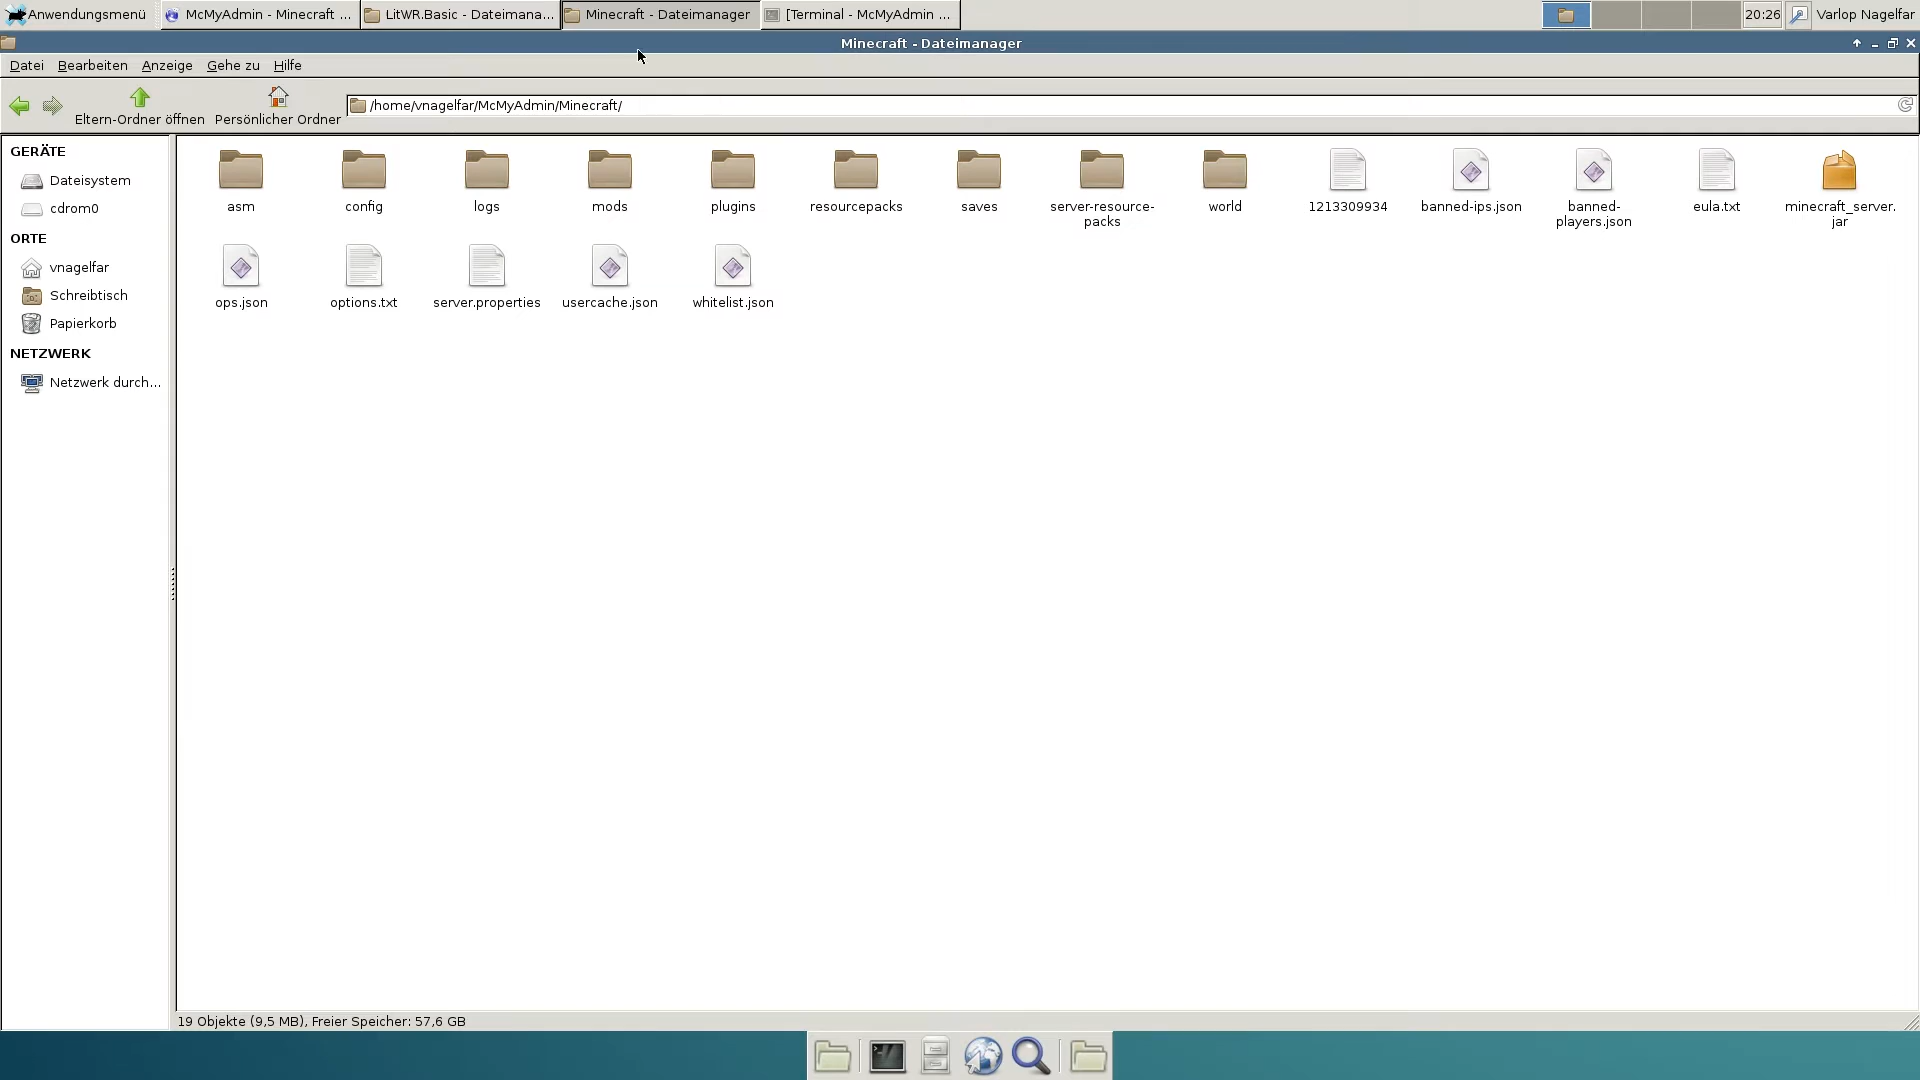 Anwendungsmenü
McMyAdmin - Minecraft ...
LitWR.Basic - Dateimana...
Minecraft - Dateimanager
[Terminal - McMyAdmin ...
20:26
Varlop Nagelfar
Minecraft - Dateimanager
Datei Bearbeiten Anzeige Gehe zu Hilfe
Eltern-Ordner öffnen
Persönlicher Ordner
/home/vnagelfar/McMyAdmin/Minecraft/
GERÄTE
Dateisystem
cdrom0
ORTE
vnagelfar
Schreibtisch
Papierkorb
NETZWERK
Netzwerk durch...
asm
config
logs
mods
plugins
resourcepacks
saves
server-resource-
packs
world
1213309934
banned-ips.json
banned-
players.json
eula.txt
minecraft_server.
jar
ops.json
options.txt
server.properties
usercache.json
whitelist.json
19 Objekte (9,5 MB), Freier Speicher: 57,6 GB